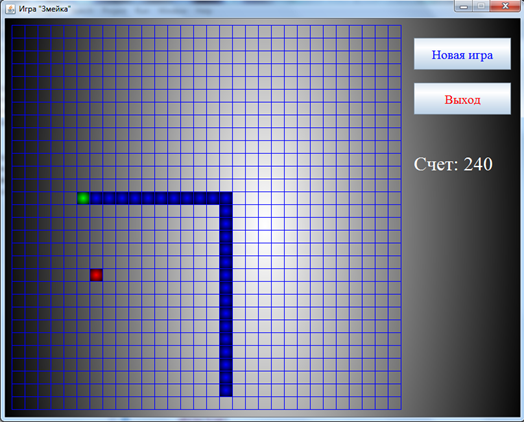 Игра "Змейка"
Новая игра
Выход
Счет: 240